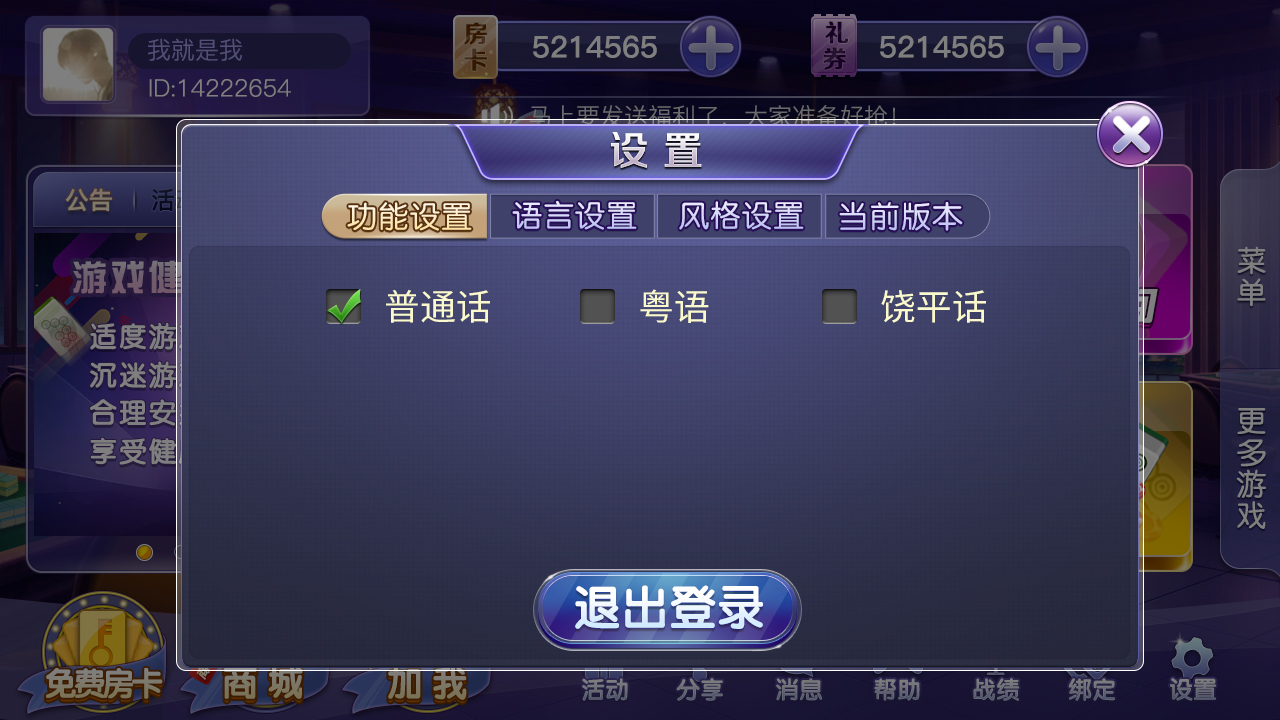 我就是我
ID:14222654
房卡
5214565
礼券
5214565
马上要发送福利了，大家准备好抢！
设置
公告
活
功能设置
语言设置
风格设置
当前版本
游戏健
适度游
沉迷游
合理安
享受健
普通话
粤语
饶平话
菜单
更多游戏
退出登录
免费房卡
商城
加我
活动
分享
消息
帮助
战绩
绑定
设置